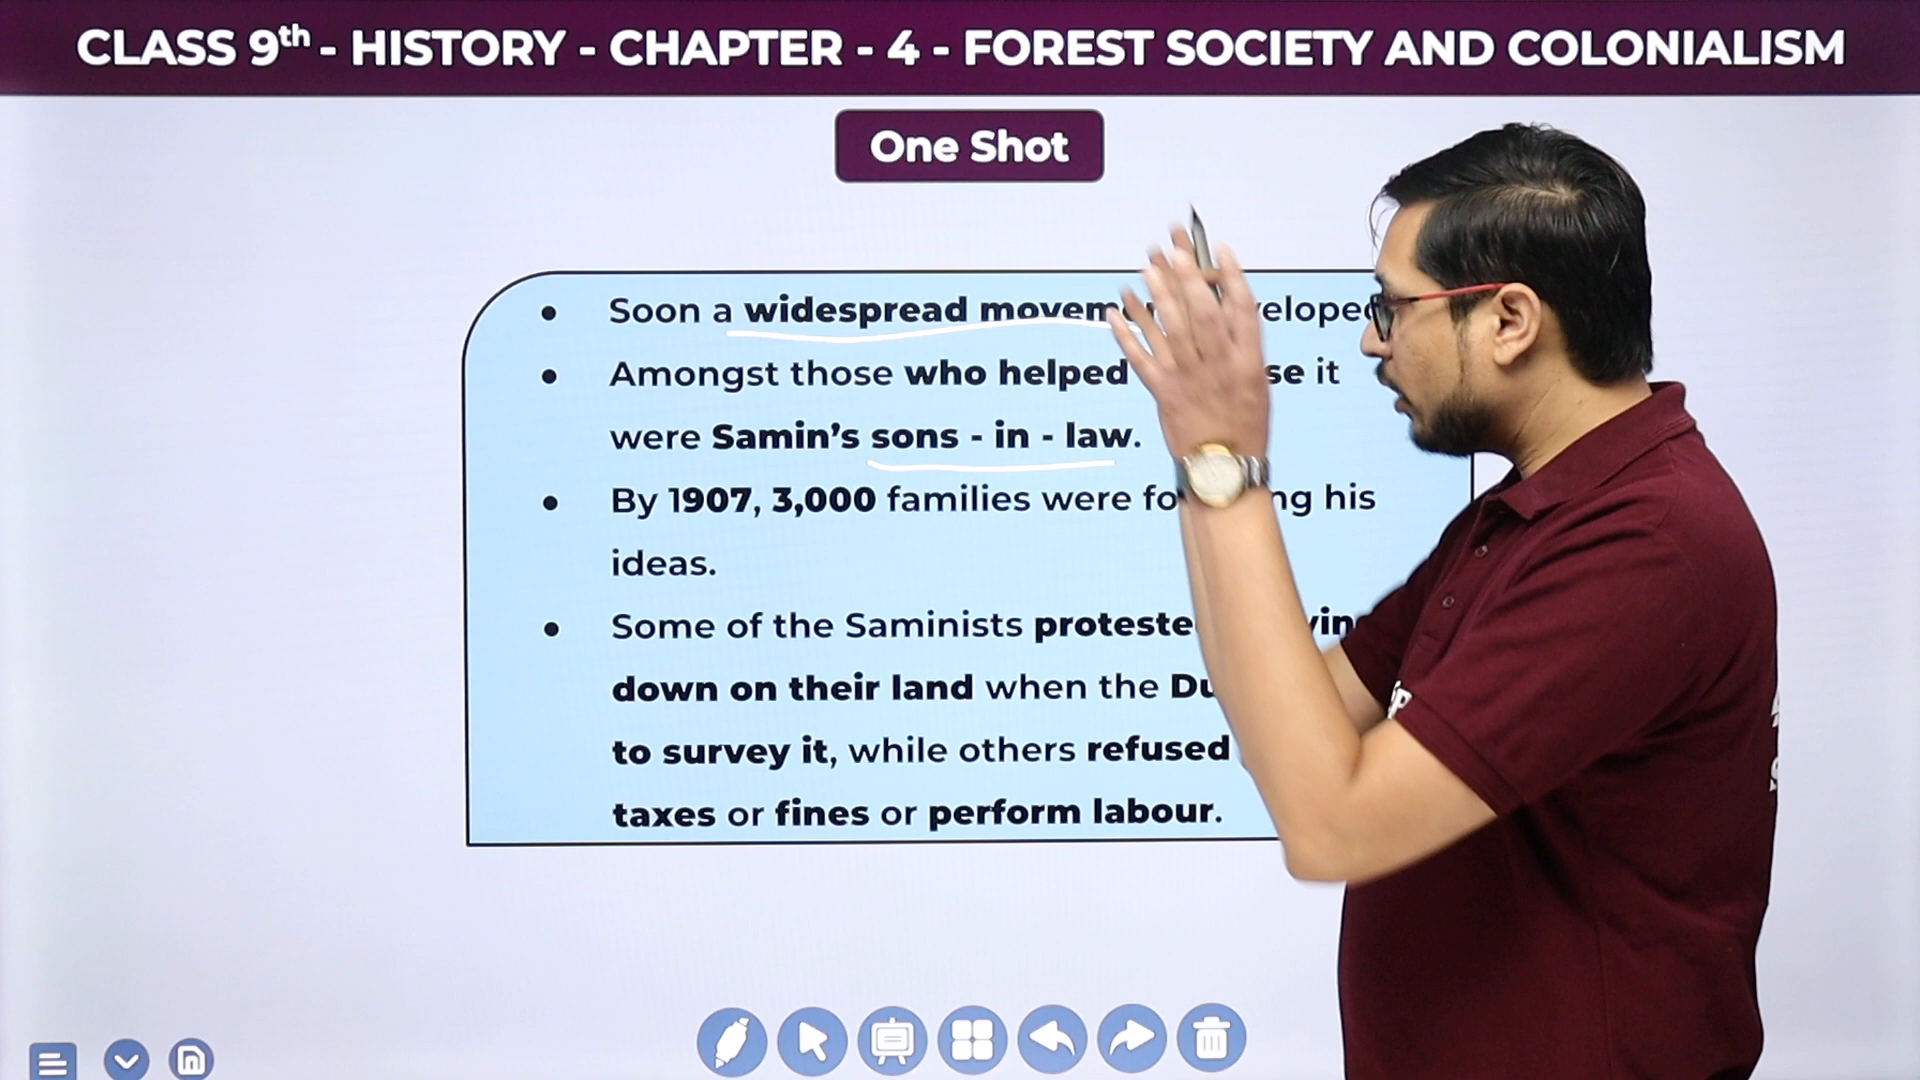 CLASS 9th - HISTORY - CHAPTER - 4 - FOREST SOCIETY AND COLONIALISM
One Shot
• Soon a widespread
• Amongst those who helped it
were Samin's sons - in - law.
• By 1907, 3,000 families were his
ideas.
• Some of the Saminists
down on their land when the
to survey it, while others refused
taxes or fines or perform labour.